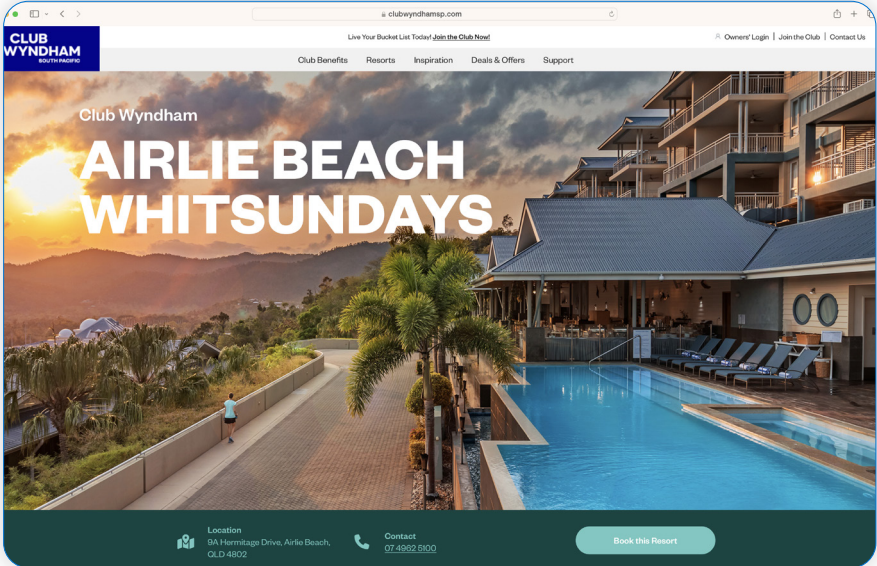 clubwyndhamsp.com
CLUB
WYNDHAM
SOUTH PACIFIC
Live Your Bucket List Today! Join the Club Now!
Owners' Login | Join the Club | Contact Us
Club Benefits Resorts Inspiration Deals & Offers Support
Club Wyndham
AIRLIE BEACH
WHITSUNDAYS
Location
9A Hermitage Drive, Airlie Beach,
QLD 4802
Contact
07 4962 5100
Book this Resort